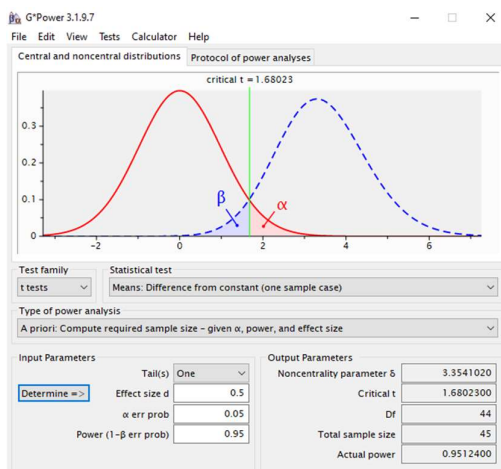 G*Power 3.1.9.7
File Edit View Tests Calculator Help
Central and noncentral distributions Protocol of power analyses
critical t = 1.68023
0.3
0.2
β α
0.1
0
-2 0 2 4 6
Test family Statistical test
t tests Means: Difference from constant (one sample case)
Type of power analysis
A priori: Compute required sample size - given α, power, and effect size
Input Parameters Output Parameters
Tail(s) One Noncentrality parameter δ 3.3541020
Determine => Effect size d 0.5 Critical t 1.6802300
α err prob 0.05 Df 44
Power (1-β err prob) 0.95 Total sample size 45
Actual power 0.9512400